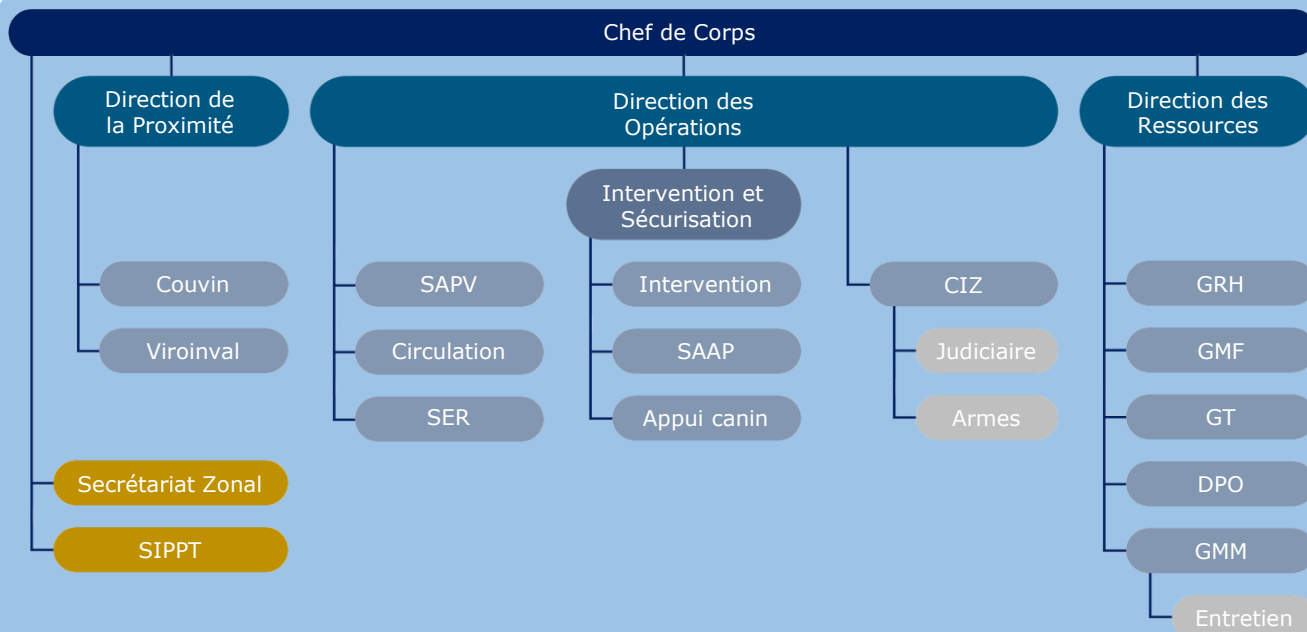 Chef de Corps
Direction de
la Proximité
Direction des
Opérations
Direction des
Ressources
Intervention et
Sécurisation
Couvin
SAPV
Intervention
CIZ
GRH
Viroinval
Circulation
SAAP
Judiciaire
GMF
SER
Appui canin
Armes
GT
Secrétariat Zonal
DPO
SIPPT
GMM
Entretien